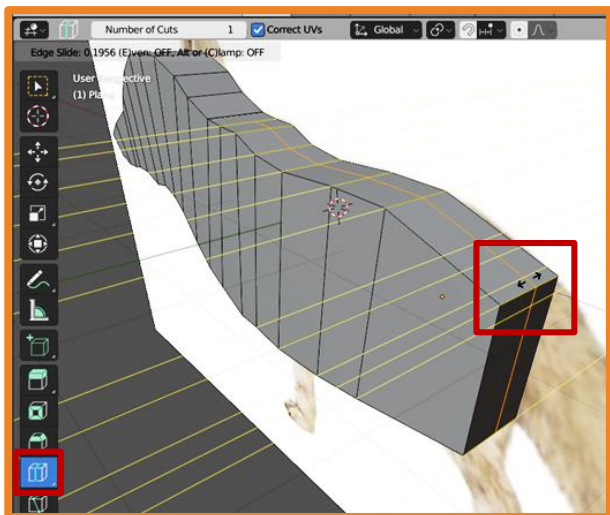 Number of Cuts 1 Correct UVs Global
Edge Slide: 0.1956 (E)ven: OFF, Alt or (C)lamp: OFF
User Perspective
(1) Plane